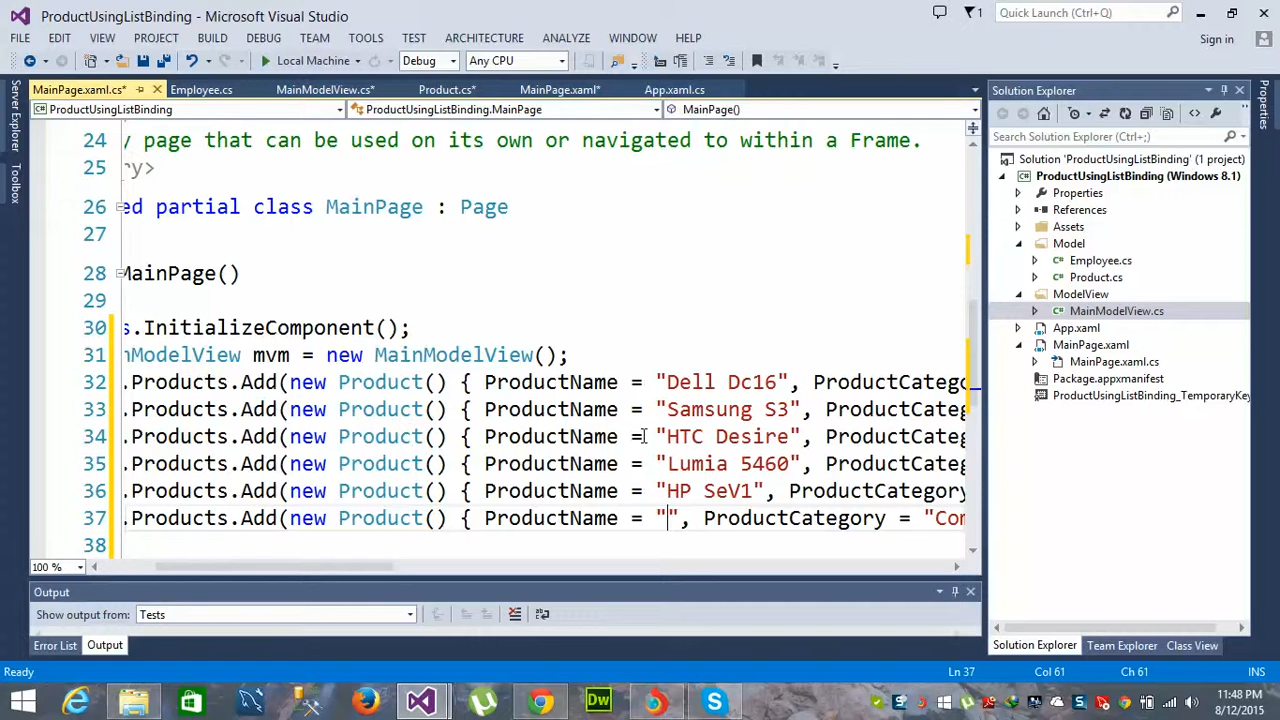 ProductUsingListBinding - Microsoft Visual Studio
1
Quick Launch (Ctrl+Q)
FILE EDIT VIEW PROJECT BUILD DEBUG TEAM TOOLS TEST ARCHITECTURE ANALYZE WINDOW HELP
Sign in
Local Machine Debug Any CPU
MainPage.xaml.cs* Employee.cs MainModelView.cs* Product.cs* MainPage.xaml* App.xaml.cs
ProductUsingListBinding ProductUsingListBinding.MainPage MainPage()
Server Explorer
Toolbox
24 y page that can be used on its own or navigated to within a Frame.
25 ry>
26 ed partial class MainPage : Page
27
28 MainPage()
29
30 s.InitializeComponent();
31 nModelView mvm = new MainModelView();
32 .Products.Add(new Product() { ProductName = "Dell Dc16", ProductCatego
33 .Products.Add(new Product() { ProductName = "Samsung S3", ProductCateg
34 .Products.Add(new Product() { ProductName = "HTC Desire", ProductCateg
35 .Products.Add(new Product() { ProductName = "Lumia 5460", ProductCateg
36 .Products.Add(new Product() { ProductName = "HP SeV1", ProductCategory
37 .Products.Add(new Product() { ProductName = "", ProductCategory = "Com
38
100 %
Output
Show output from: Tests
Error List Output
Solution Explorer
Search Solution Explorer (Ctrl+;)
Solution 'ProductUsingListBinding' (1 project)
ProductUsingListBinding (Windows 8.1)
Properties
References
Assets
Model
Employee.cs
Product.cs
ModelView
MainModelView.cs
App.xaml
MainPage.xaml
MainPage.xaml.cs
Package.appxmanifest
ProductUsingListBinding_TemporaryKey
Solution Explorer Team Explorer Class View
Properties
Ready Ln 37 Col 61 Ch 61 INS
Dw
11:48 PM
8/12/2015